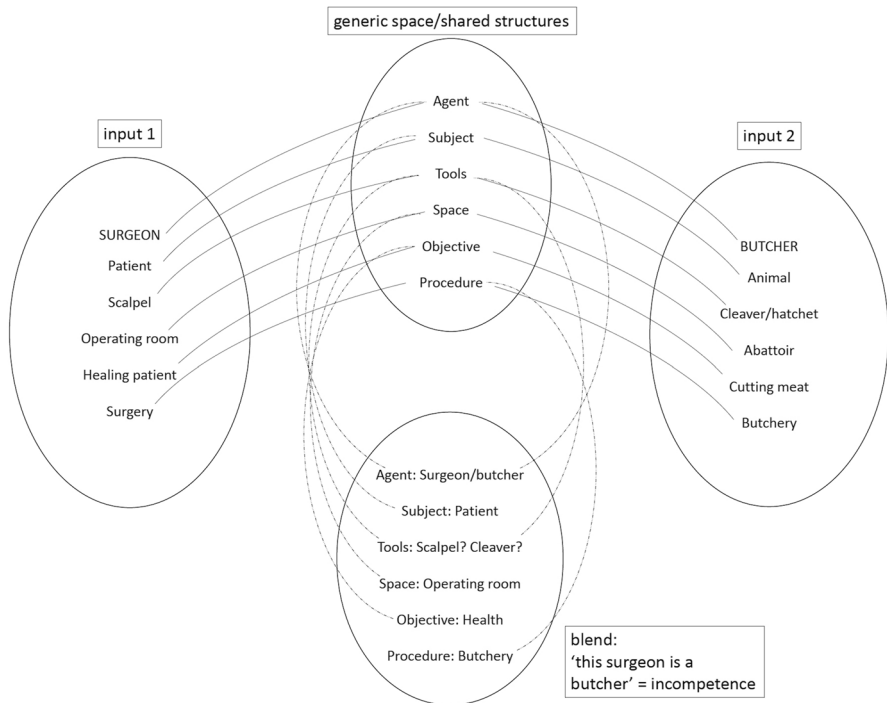 generic space/shared structures
input 1
SURGEON
Patient
Scalpel
Operating room
Healing patient
Surgery
Agent
Subject
Tools
Space
Objective
Procedure
input 2
BUTCHER
Animal
Cleaver/hatchet
Abattoir
Cutting meat
Butchery
Agent: Surgeon/butcher
Subject: Patient
Tools: Scalpel? Cleaver?
Space: Operating room
Objective: Health
Procedure: Butchery
blend:
‘this surgeon is a
butcher’ = incompetence